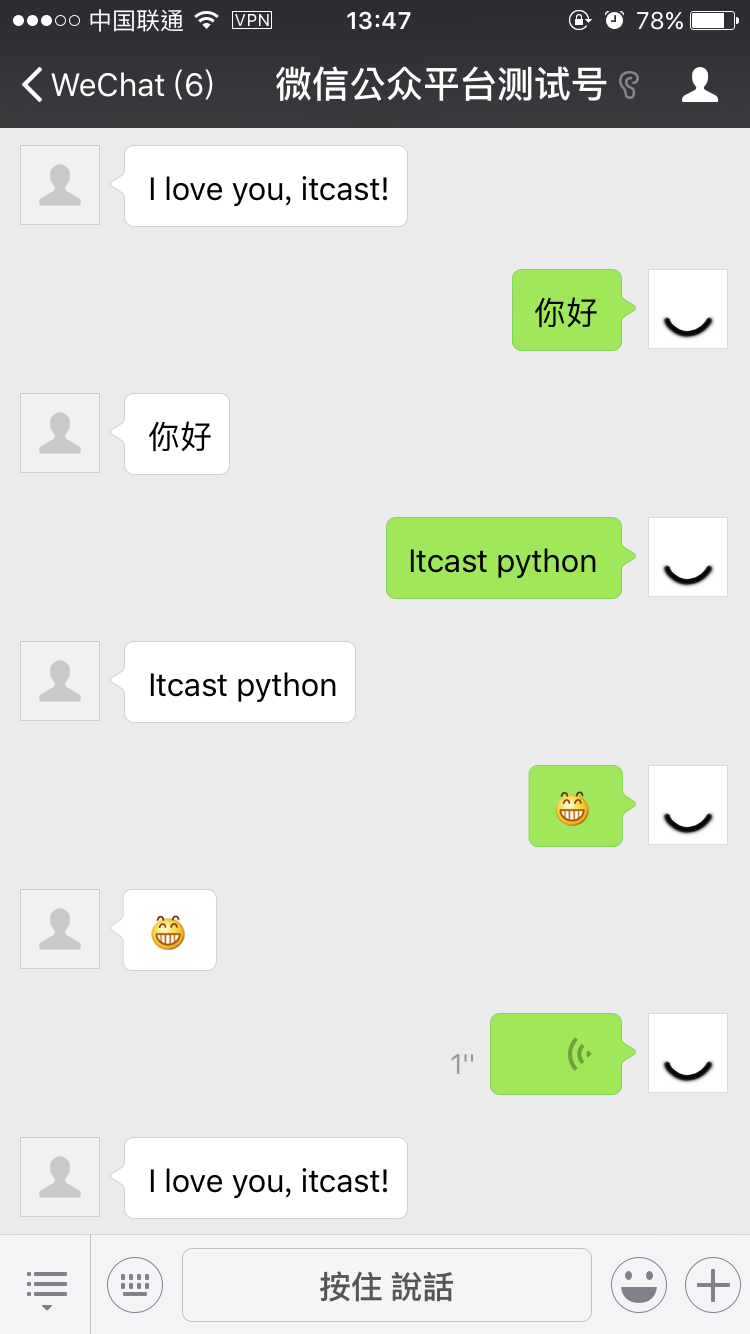 中国联通 VPN 13:47 78%
WeChat (6) 微信公众平台测试号
I love you, itcast!
你好
你好
Itcast python
Itcast python
1''
I love you, itcast!
按住 說話